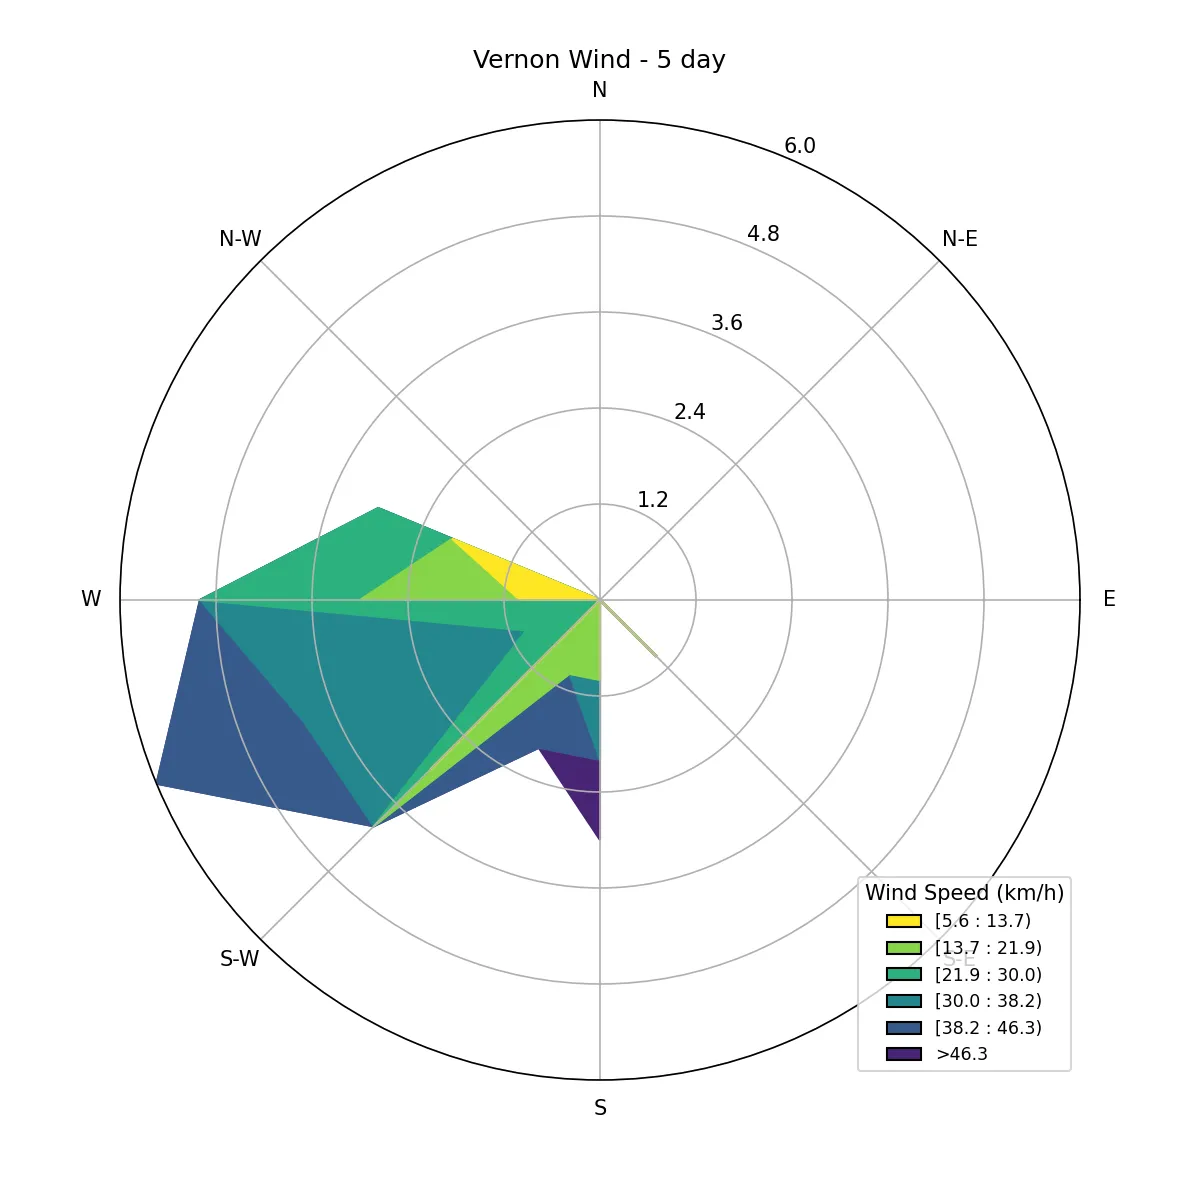 Vernon Wind - 5 day
N
6.0
N-W
4.8
N-E
3.6
2.4
1.2
W
E
S-W
S-E
S
Wind Speed (km/h)
[5.6 : 13.7)
[13.7 : 21.9)
[21.9 : 30.0)
[30.0 : 38.2)
[38.2 : 46.3)
>46.3